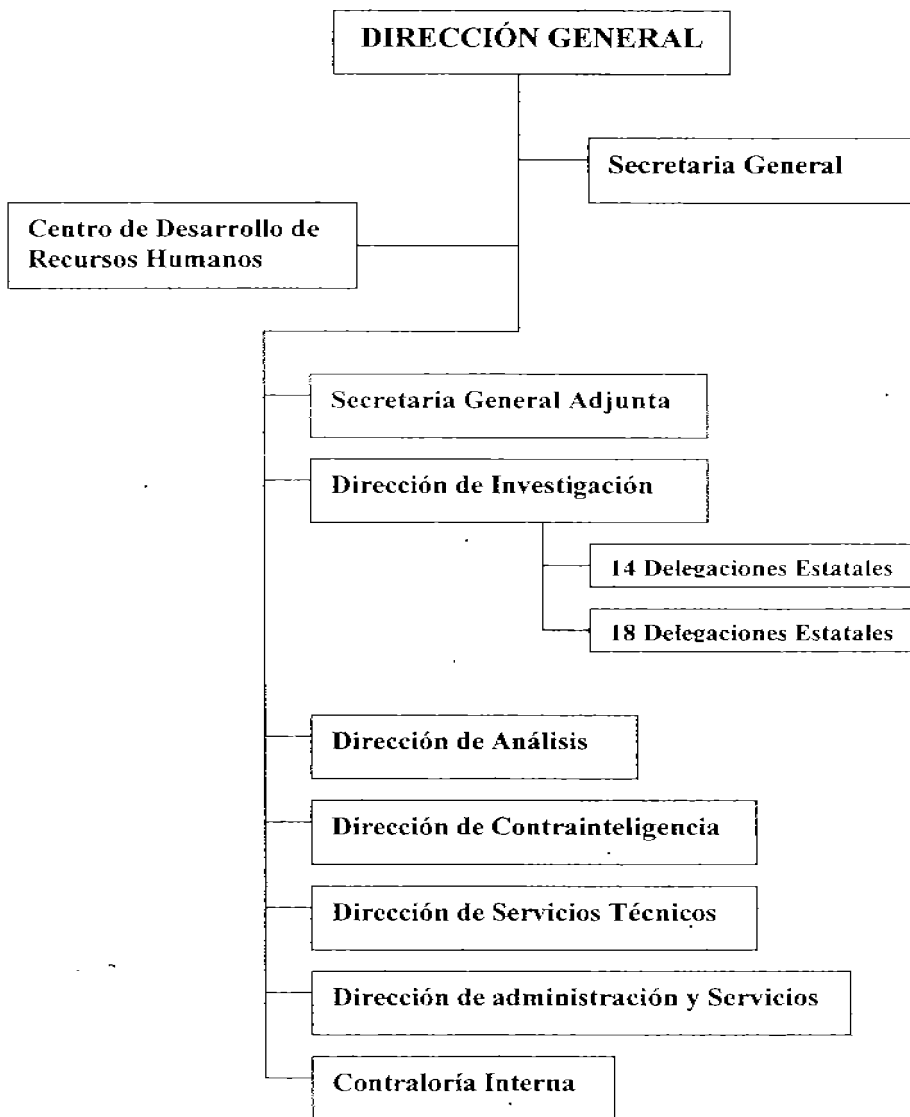 DIRECCIÓN GENERAL
Secretaria General
Centro de Desarrollo de
Recursos Humanos
Secretaria General Adjunta
Dirección de Investigación
14 Delegaciones Estatales
18 Delegaciones Estatales
Dirección de Análisis
Dirección de Contrainteligencia
Dirección de Servicios Técnicos
Dirección de administración y Servicios
Contraloría Interna